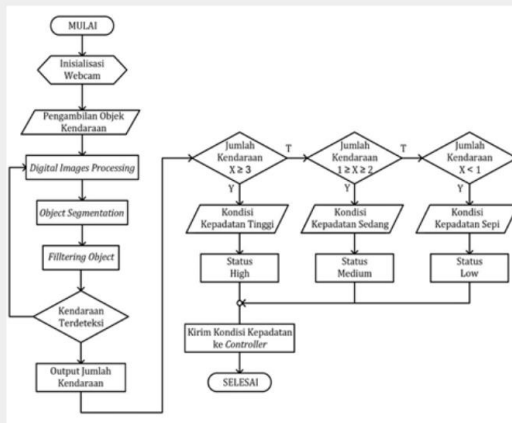 MULAI
Inisialisasi
Webcam
Pengambilan Objek
Kendaraan
Digital Images Processing
Object Segmentation
Filltering Object
Kendaraan
Terdeteksi
Output Jumlah
Kendaraan
Jumlah
Kendaraan
X ≥ 3
T
Y
Kondisi
Kepadatan Tinggi
Status
High
Jumlah
Kendaraan
1 ≥ X ≥ 2
T
Y
Kondisi
Kepadatan Sedang
Status
Medium
Jumlah
Kendaraan
X < 1
Y
Kondisi
Kepadatan Sepi
Status
Low
Kirim Kondisi Kepadatan
ke Controller
SELESAI